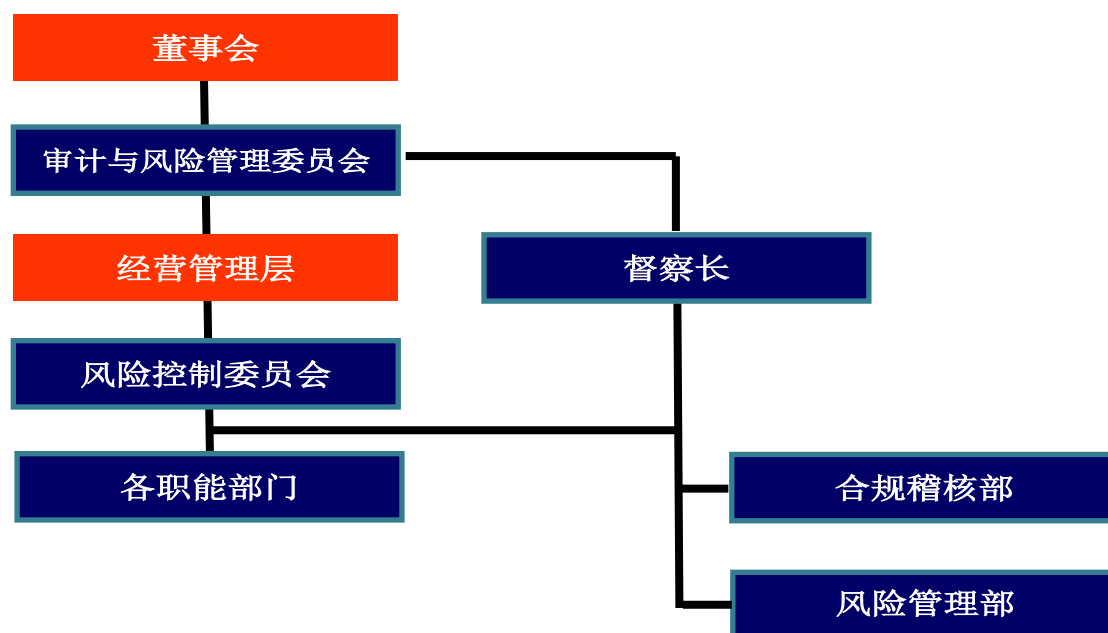 董事会
审计与风险管理委员会
经营管理层
督察长
风险控制委员会
各职能部门
合规稽核部
风险管理部